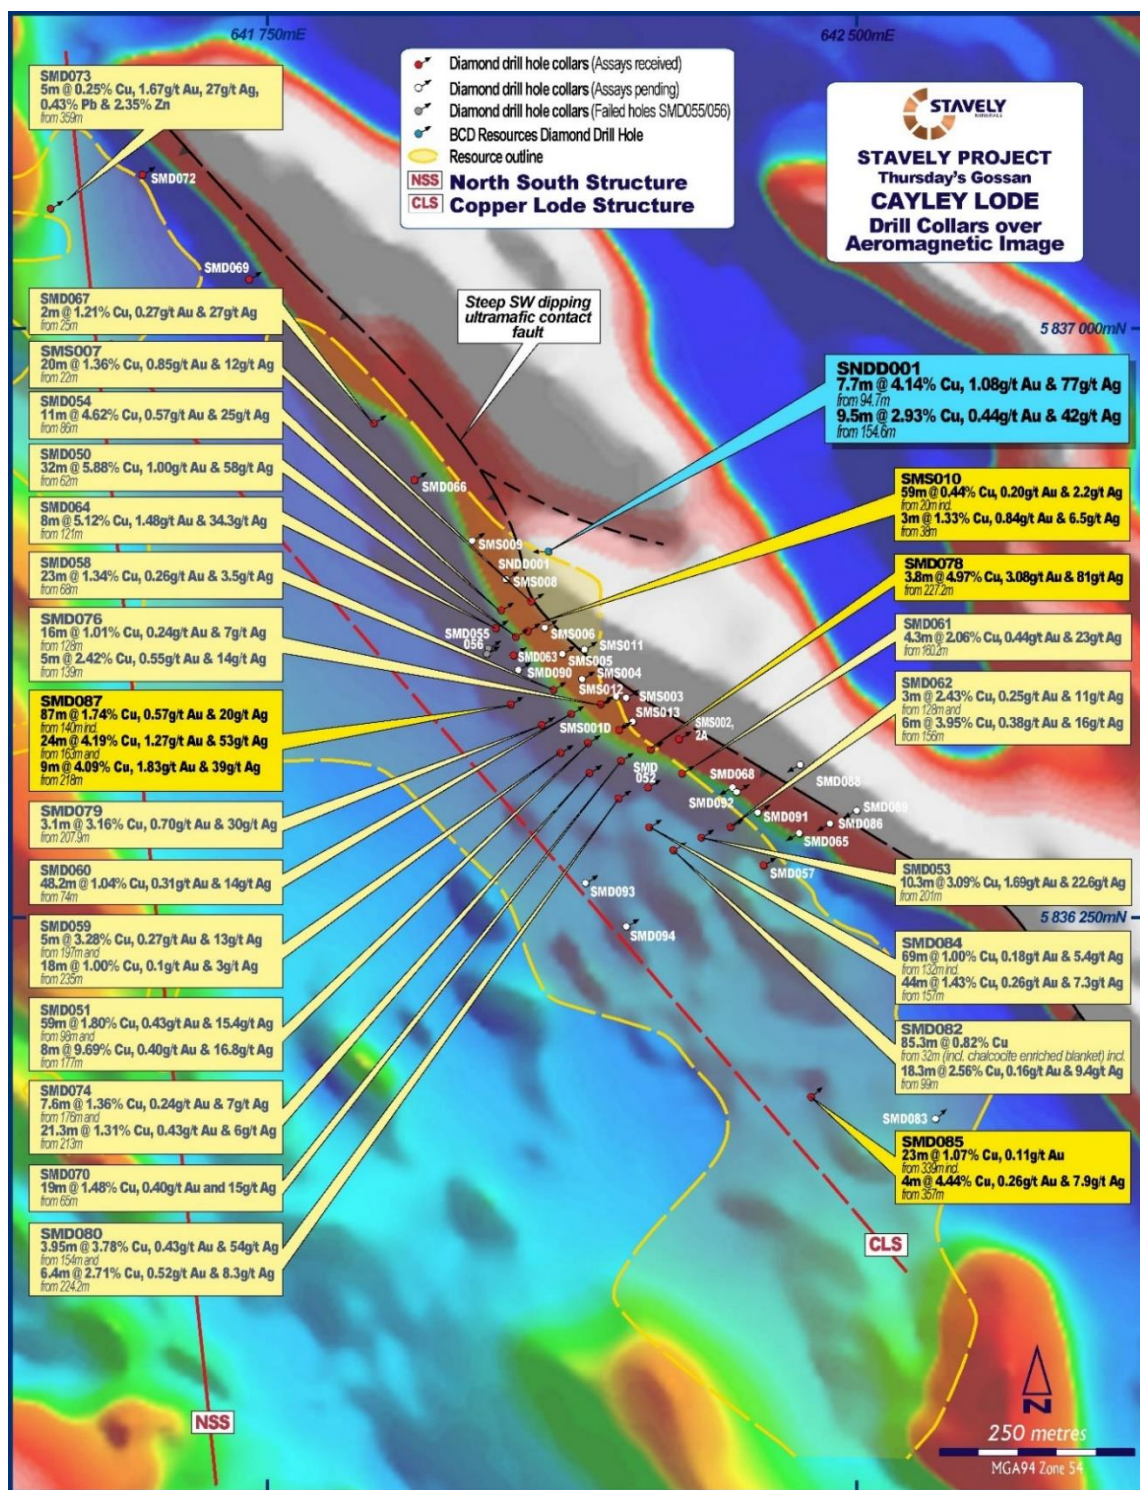 641 750mE
642 500mE
SMD073
5m @ 0.25% Cu, 1.67g/t Au, 27g/t Ag,
0.43% Pb & 2.35% Zn
from 359m
Diamond drill hole collars (Assays received)
Diamond drill hole collars (Assays pending)
Diamond drill hole collars (Failed holes SMD055/056)
BCD Resources Diamond Drill Hole
Resource outline
NSS North South Structure
CLS Copper Lode Structure
STAVELY
MINERALS
STAVELY PROJECT
Thursday's Gossan
CAYLEY LODE
Drill Collars over
Aeromagnetic Image
SMD072
SMD069
SMD067
2m @ 1.21% Cu, 0.27g/t Au & 27g/t Ag
from 25m
Steep SW dipping
ultramafic contact
fault
5 837 000mN
SMS007
20m @ 1.36% Cu, 0.85g/t Au & 12g/t Ag
from 22m
SNDD001
7.7m @ 4.14% Cu, 1.08g/t Au & 77g/t Ag
from 94.7m
9.5m @ 2.93% Cu, 0.44g/t Au & 42g/t Ag
from 154.6m
SMD054
11m @ 4.62% Cu, 0.57g/t Au & 25g/t Ag
from 86m
SMD050
32m @ 5.88% Cu, 1.00g/t Au & 58g/t Ag
from 62m
SMD066
SMS010
59m @ 0.44% Cu, 0.20g/t Au & 2.2g/t Ag
from 20m incl.
3m @ 1.33% Cu, 0.84g/t Au & 6.5g/t Ag
from 38m
SMD064
8m @ 5.12% Cu, 1.48g/t Au & 34.3g/t Ag
from 121m
SMS009
SNDD001
SMS008
SMD078
3.8m @ 4.97% Cu, 3.08g/t Au & 81g/t Ag
from 227.2m
SMD058
23m @ 1.34% Cu, 0.26g/t Au & 3.5g/t Ag
from 68m
SMD055
056
SMS006
SMS011
SMD063
SMS005
SMD090
SMS004
SMD061
4.3m @ 2.06% Cu, 0.44g/t Au & 23g/t Ag
from 160.2m
SMD076
16m @ 1.01% Cu, 0.24g/t Au & 7g/t Ag
from 128m
5m @ 2.42% Cu, 0.55g/t Au & 14g/t Ag
from 139m
SMS012
SMS003
SMS013
SMS001D
SMS002,
2A
SMD062
3m @ 2.43% Cu, 0.25g/t Au & 11g/t Ag
from 128m and
6m @ 3.95% Cu, 0.38g/t Au & 16g/t Ag
from 156m
SMD087
87m @ 1.74% Cu, 0.57g/t Au & 20g/t Ag
from 140m incl.
24m @ 4.19% Cu, 1.27g/t Au & 53g/t Ag
from 163m and
9m @ 4.09% Cu, 1.83g/t Au & 39g/t Ag
from 218m
SMD
052
SMD068
SMD088
SMD092
SMD089
SMD091
SMD086
SMD065
SMD057
SMD079
3.1m @ 3.16% Cu, 0.70g/t Au & 30g/t Ag
from 207.9m
SMD060
48.2m @ 1.04% Cu, 0.31g/t Au & 14g/t Ag
from 74m
SMD053
10.3m @ 3.09% Cu, 1.69g/t Au & 22.6g/t Ag
from 201m
SMD093
5 836 250mN
SMD094
SMD059
5m @ 3.28% Cu, 0.27g/t Au & 13g/t Ag
from 197m and
18m @ 1.00% Cu, 0.1g/t Au & 3g/t Ag
from 235m
SMD084
69m @ 1.00% Cu, 0.18g/t Au & 5.4g/t Ag
from 132m incl.
44m @ 1.43% Cu, 0.26g/t Au & 7.3g/t Ag
from 157m
SMD051
59m @ 1.80% Cu, 0.43g/t Au & 15.4g/t Ag
from 98m and
8m @ 9.69% Cu, 0.40g/t Au & 16.8g/t Ag
from 177m
SMD082
85.3m @ 0.82% Cu
from 32m (incl. chalcocite enriched blanket) incl.
18.3m @ 2.56% Cu, 0.16g/t Au & 9.4g/t Ag
from 99m
SMD074
7.6m @ 1.36% Cu, 0.24g/t Au & 7g/t Ag
from 176m and
21.3m @ 1.31% Cu, 0.43g/t Au & 6g/t Ag
from 213m
SMD083
SMD085
23m @ 1.07% Cu, 0.11g/t Au
from 339m incl.
4m @ 4.44% Cu, 0.26g/t Au & 7.9g/t Ag
from 357m
SMD070
19m @ 1.48% Cu, 0.40g/t Au and 15g/t Ag
from 65m
SMD080
3.95m @ 3.78% Cu, 0.43g/t Au & 54g/t Ag
from 154m and
6.4m @ 2.71% Cu, 0.52g/t Au & 8.3g/t Ag
from 224.2m
CLS
NSS
N
250 metres
MGA94 Zone 54